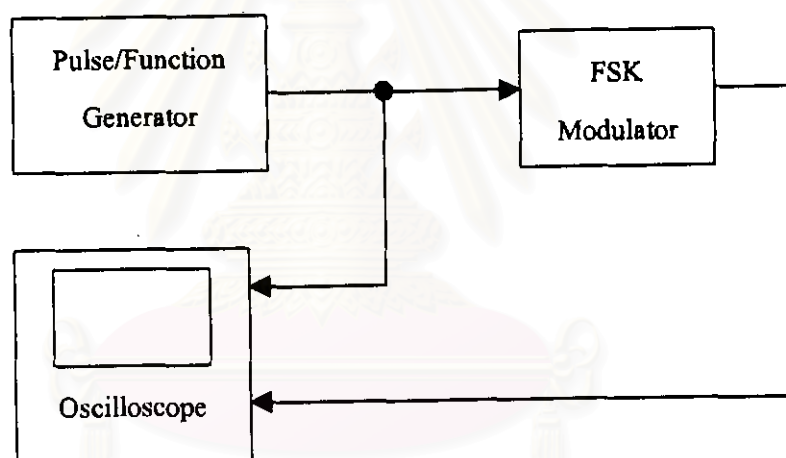 Pulse/Function
Generator
FSK
Modulator
Oscilloscope